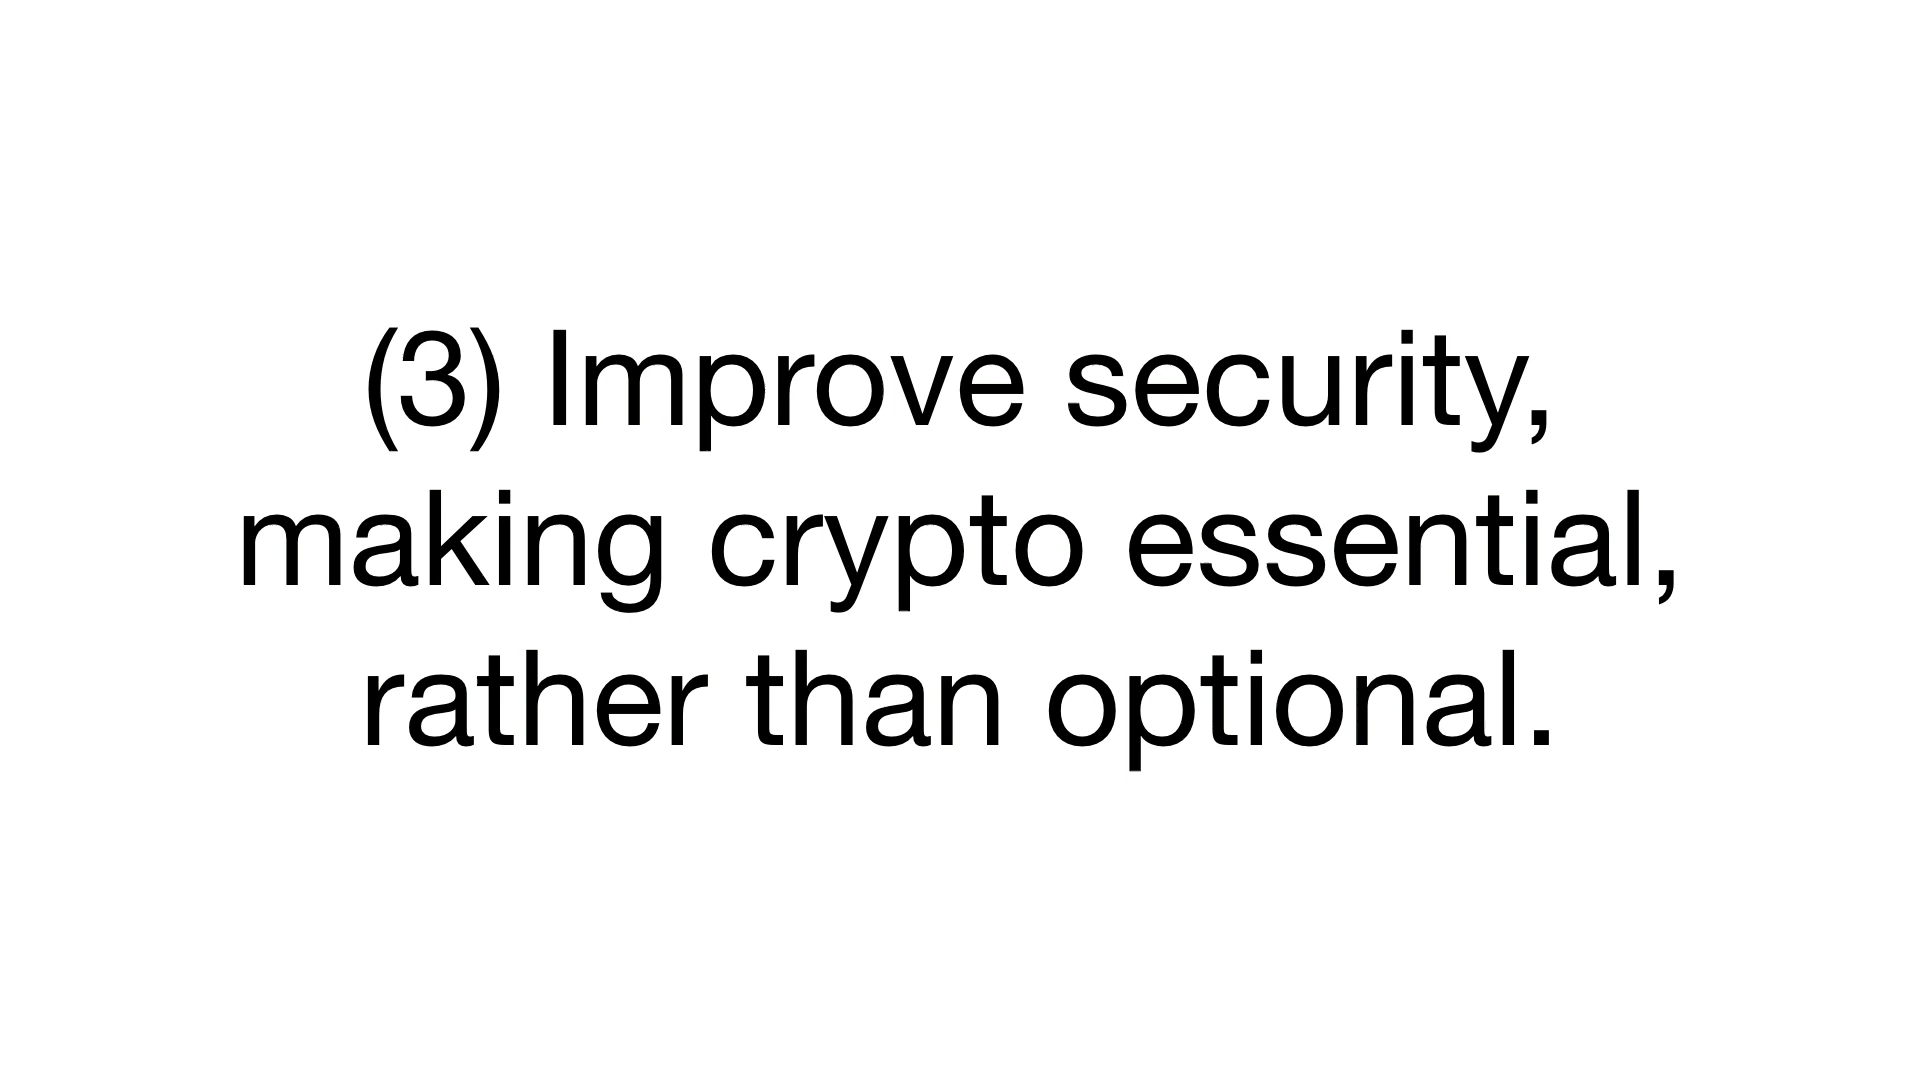 (3) Improve security,
making crypto essential,
rather than optional.